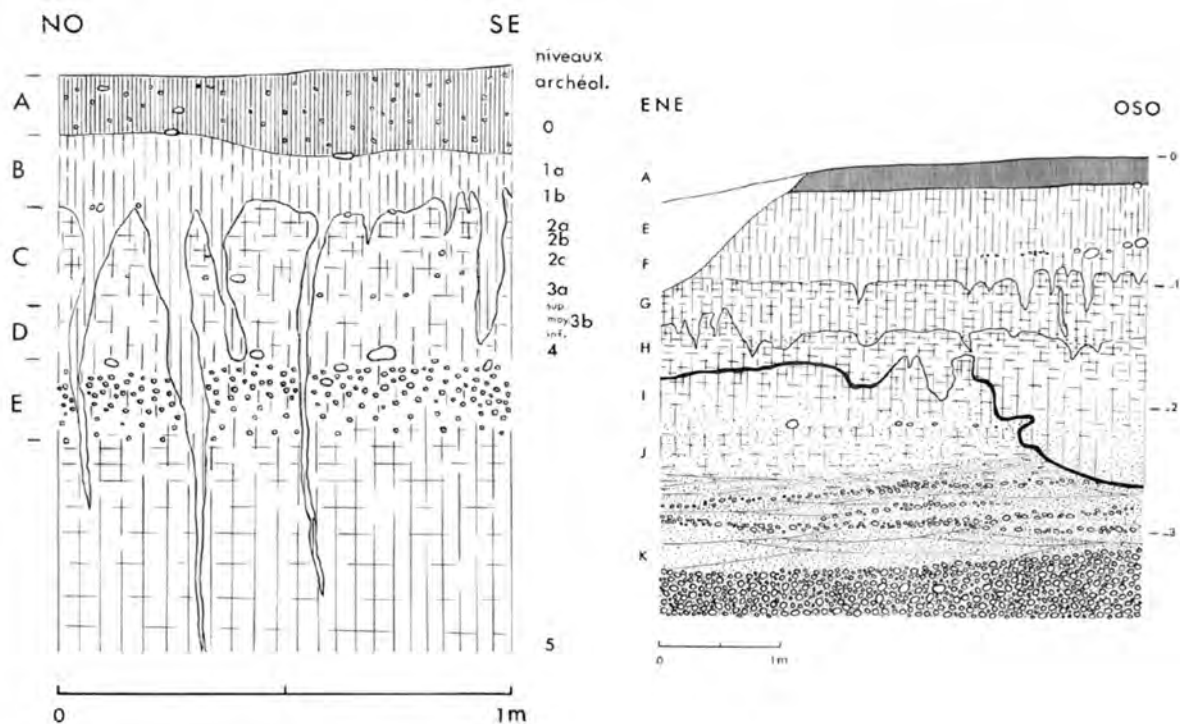 NO SE
niveaux
archéol.
A
0
B
1a
1b
2a
2b
C
2c
3a
sup.
moy. 3b
D
inf.
4
E
5
0 1m
ENE OSO
0
A
E
F
1
G
H
I
2
J
3
K
0 1m